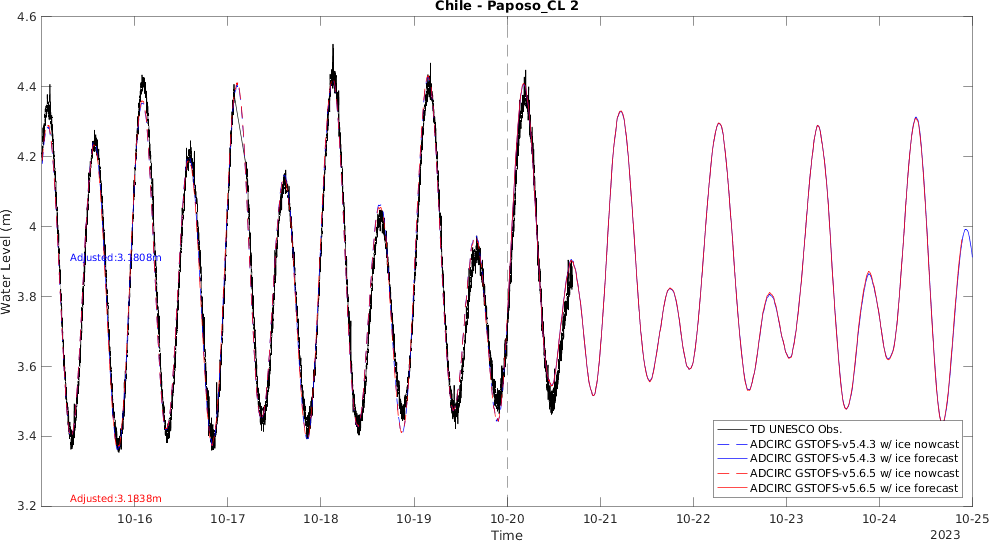 Chile - Paposo_CL 2
4.6
4.4
4.2
4
3.8
3.6
3.4
3.2
Water Level (m)
Adjusted:3.1808m
Adjusted:3.1838m
TD UNESCO Obs.
ADCIRC GSTOFS-v5.4.3 w/ ice nowcast
ADCIRC GSTOFS-v5.4.3 w/ ice forecast
ADCIRC GSTOFS-v5.6.5 w/ ice nowcast
ADCIRC GSTOFS-v5.6.5 w/ ice forecast
10-16 10-17 10-18 10-19 10-20 10-21 10-22 10-23 10-24 10-25
Time
2023